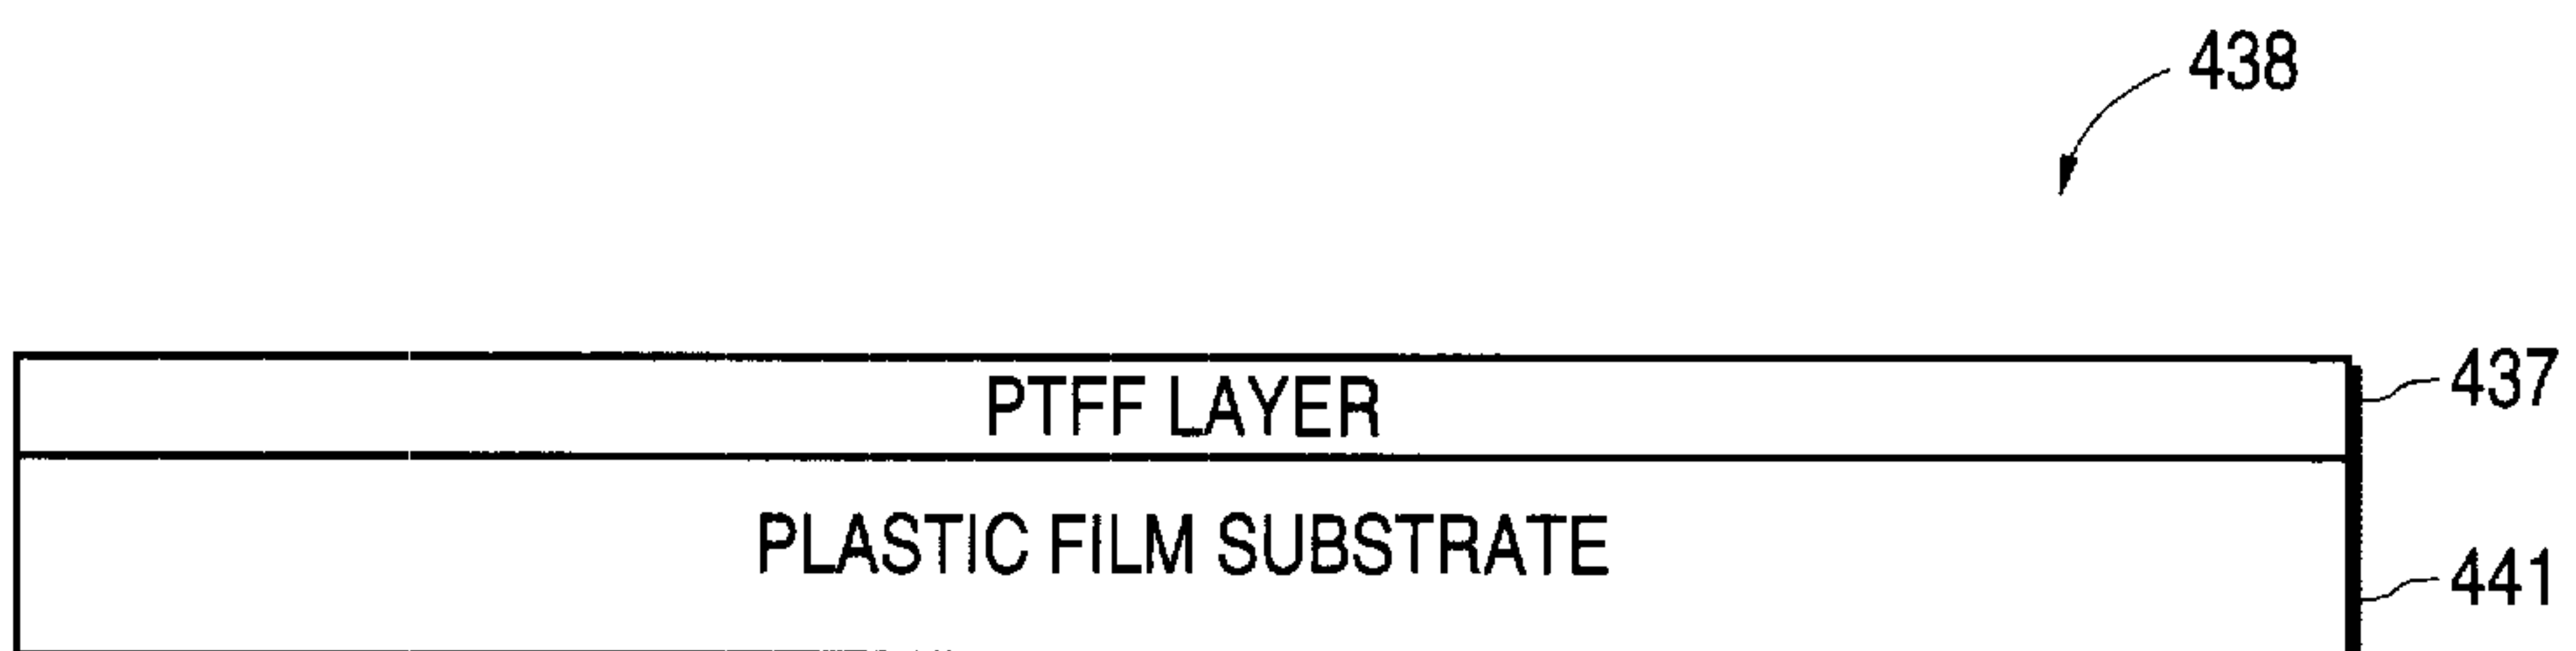 438
PTFF LAYER
437
PLASTIC FILM SUBSTRATE
441